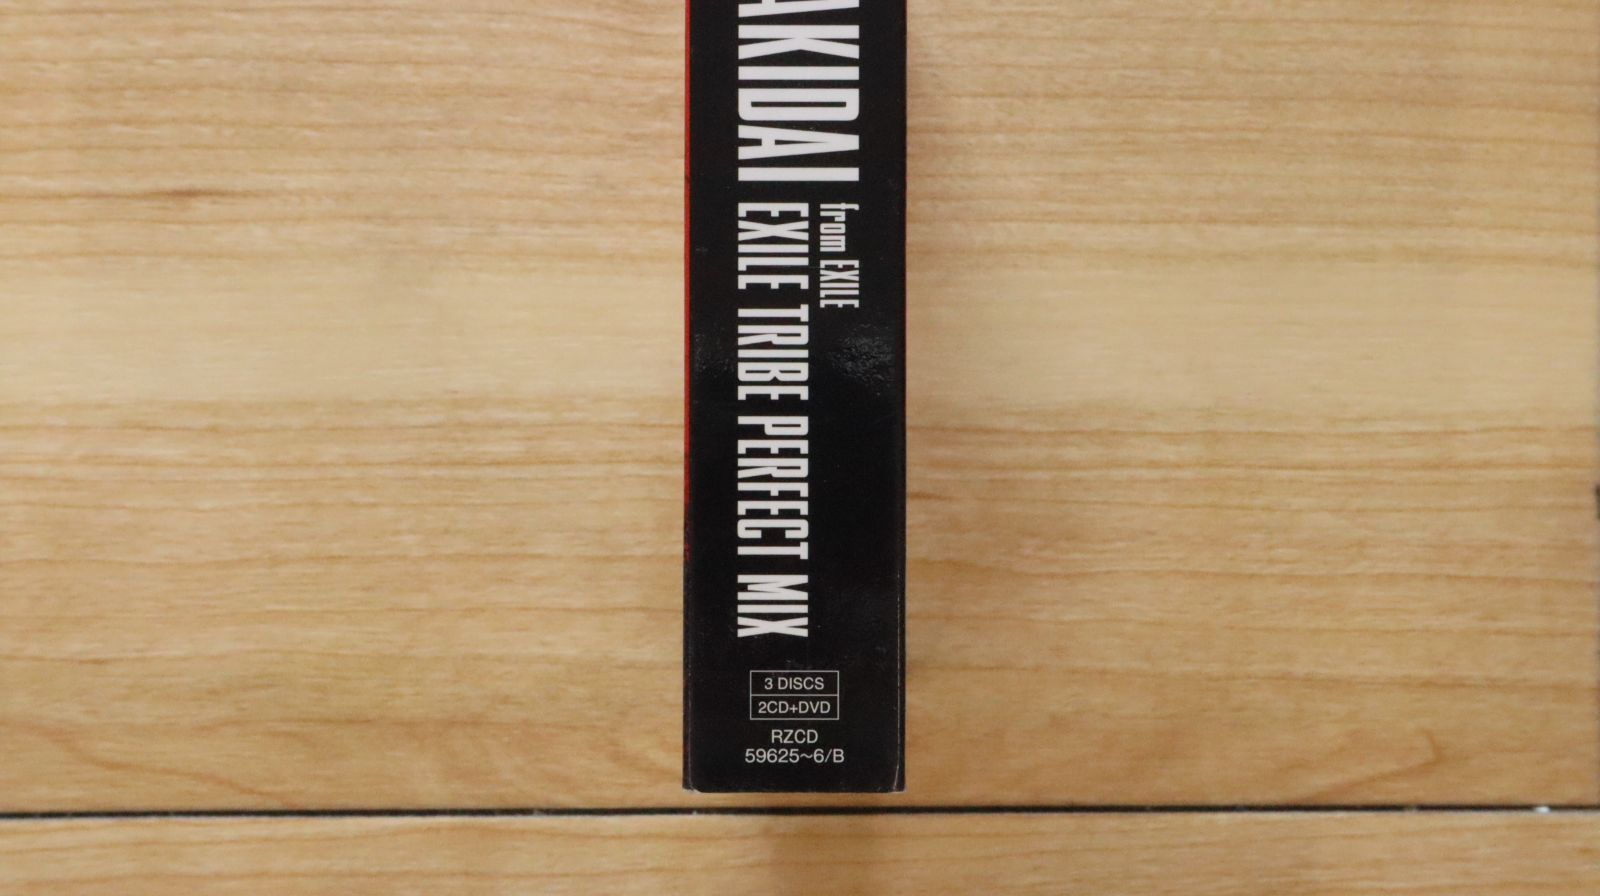 AKIDAI
from EXILE
EXILE TRIBE PERFECT MIX
3 DISCS
2CD+DVD
RZCD
59625~6/B